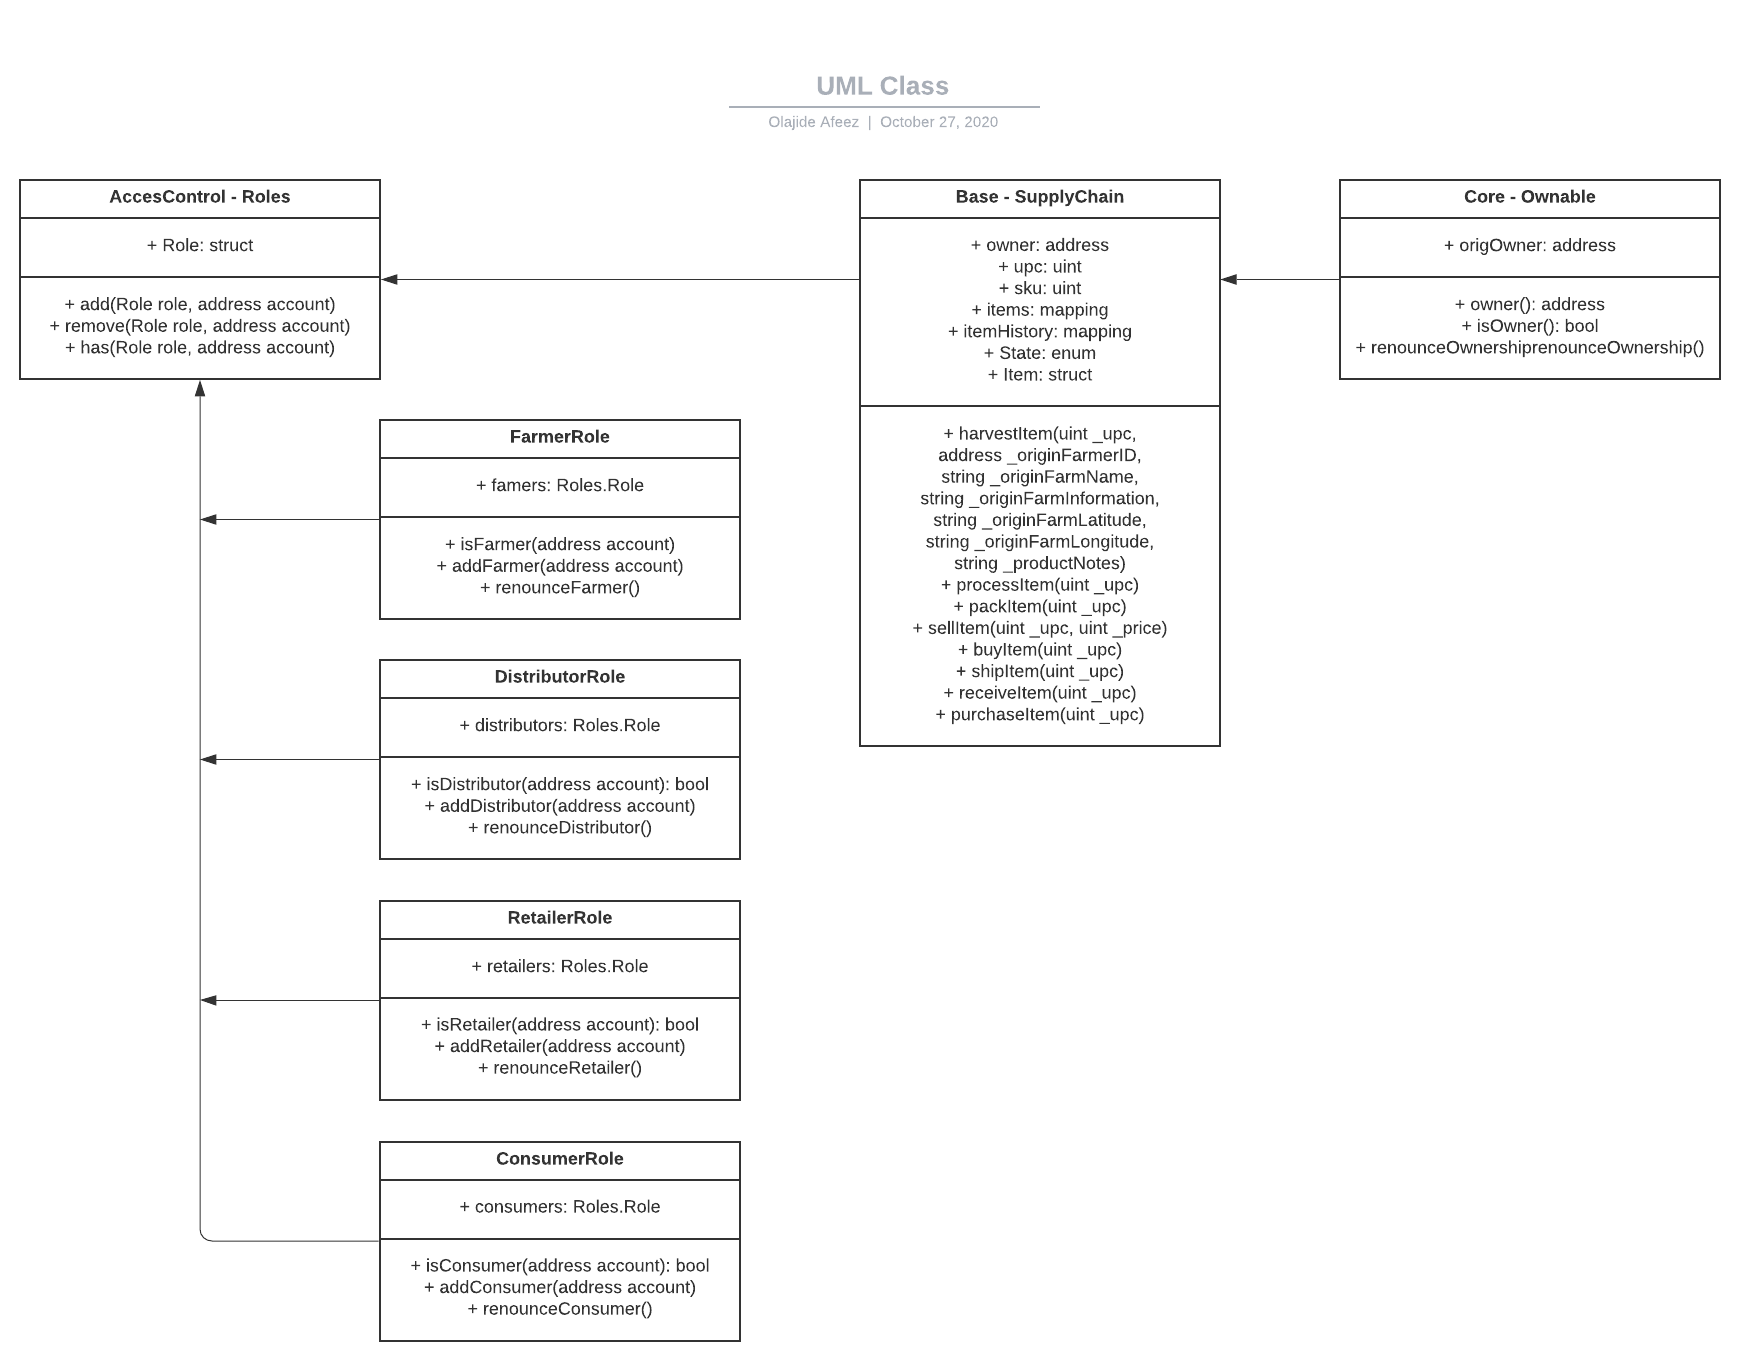 UML Class
Olajide Afeez | October 27, 2020
AccesControl - Roles
+ Role: struct
+ add(Role role, address account)
+ remove(Role role, address account)
+ has(Role role, address account)
Base - SupplyChain
+ owner: address
+ upc: uint
+ sku: uint
+ items: mapping
+ itemHistory: mapping
+ State: enum
+ Item: struct
+ harvestItem(uint _upc,
address _originFarmerID,
string _originFarmName,
string _originFarmInformation,
string _originFarmLatitude,
string _originFarmLongitude,
string _productNotes)
+ processItem(uint _upc)
+ packItem(uint _upc)
+ sellItem(uint _upc, uint _price)
+ buyItem(uint _upc)
+ shipItem(uint _upc)
+ receiveItem(uint _upc)
+ purchaseItem(uint _upc)
Core - Ownable
+ origOwner: address
+ owner(): address
+ isOwner(): bool
+ renounceOwnershiprenounceOwnership()
FarmerRole
+ famers: Roles.Role
+ isFarmer(address account)
+ addFarmer(address account)
+ renounceFarmer()
DistributorRole
+ distributors: Roles.Role
+ isDistributor(address account): bool
+ addDistributor(address account)
+ renounceDistributor()
RetailerRole
+ retailers: Roles.Role
+ isRetailer(address account): bool
+ addRetailer(address account)
+ renounceRetailer()
ConsumerRole
+ consumers: Roles.Role
+ isConsumer(address account): bool
+ addConsumer(address account)
+ renounceConsumer()